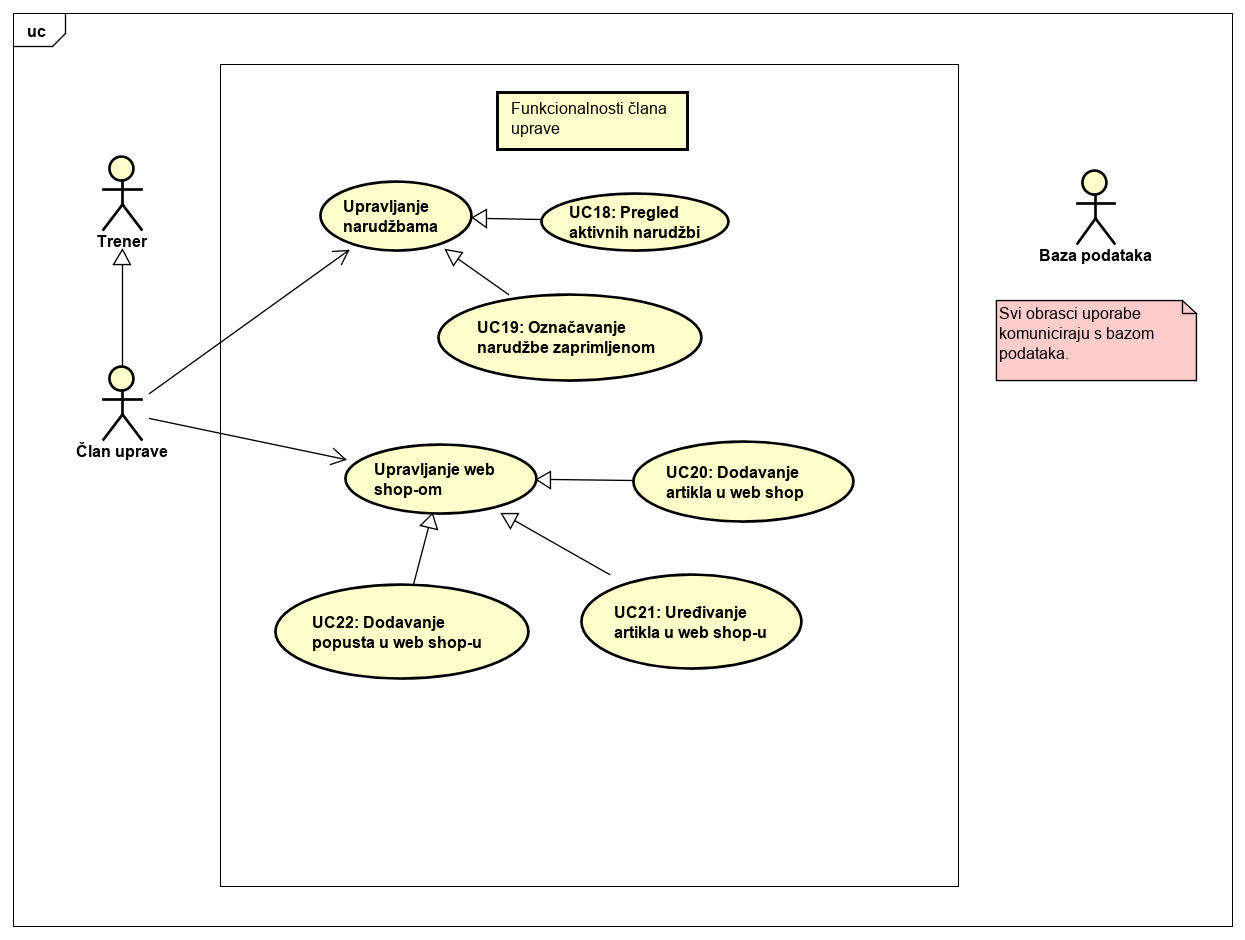 uc
Funkcionalnosti člana
uprave
Trener
Upravljanje
narudžbama
UC18: Pregled
aktivnih narudžbi
Baza podataka
UC19: Označavanje
narudžbe zaprimljenom
Svi obrasci uporabe
komuniciraju s bazom
podataka.
Član uprave
Upravljanje web
shop-om
UC20: Dodavanje
artikla u web shop
UC22: Dodavanje
popusta u web shop-u
UC21: Uređivanje
artikla u web shop-u